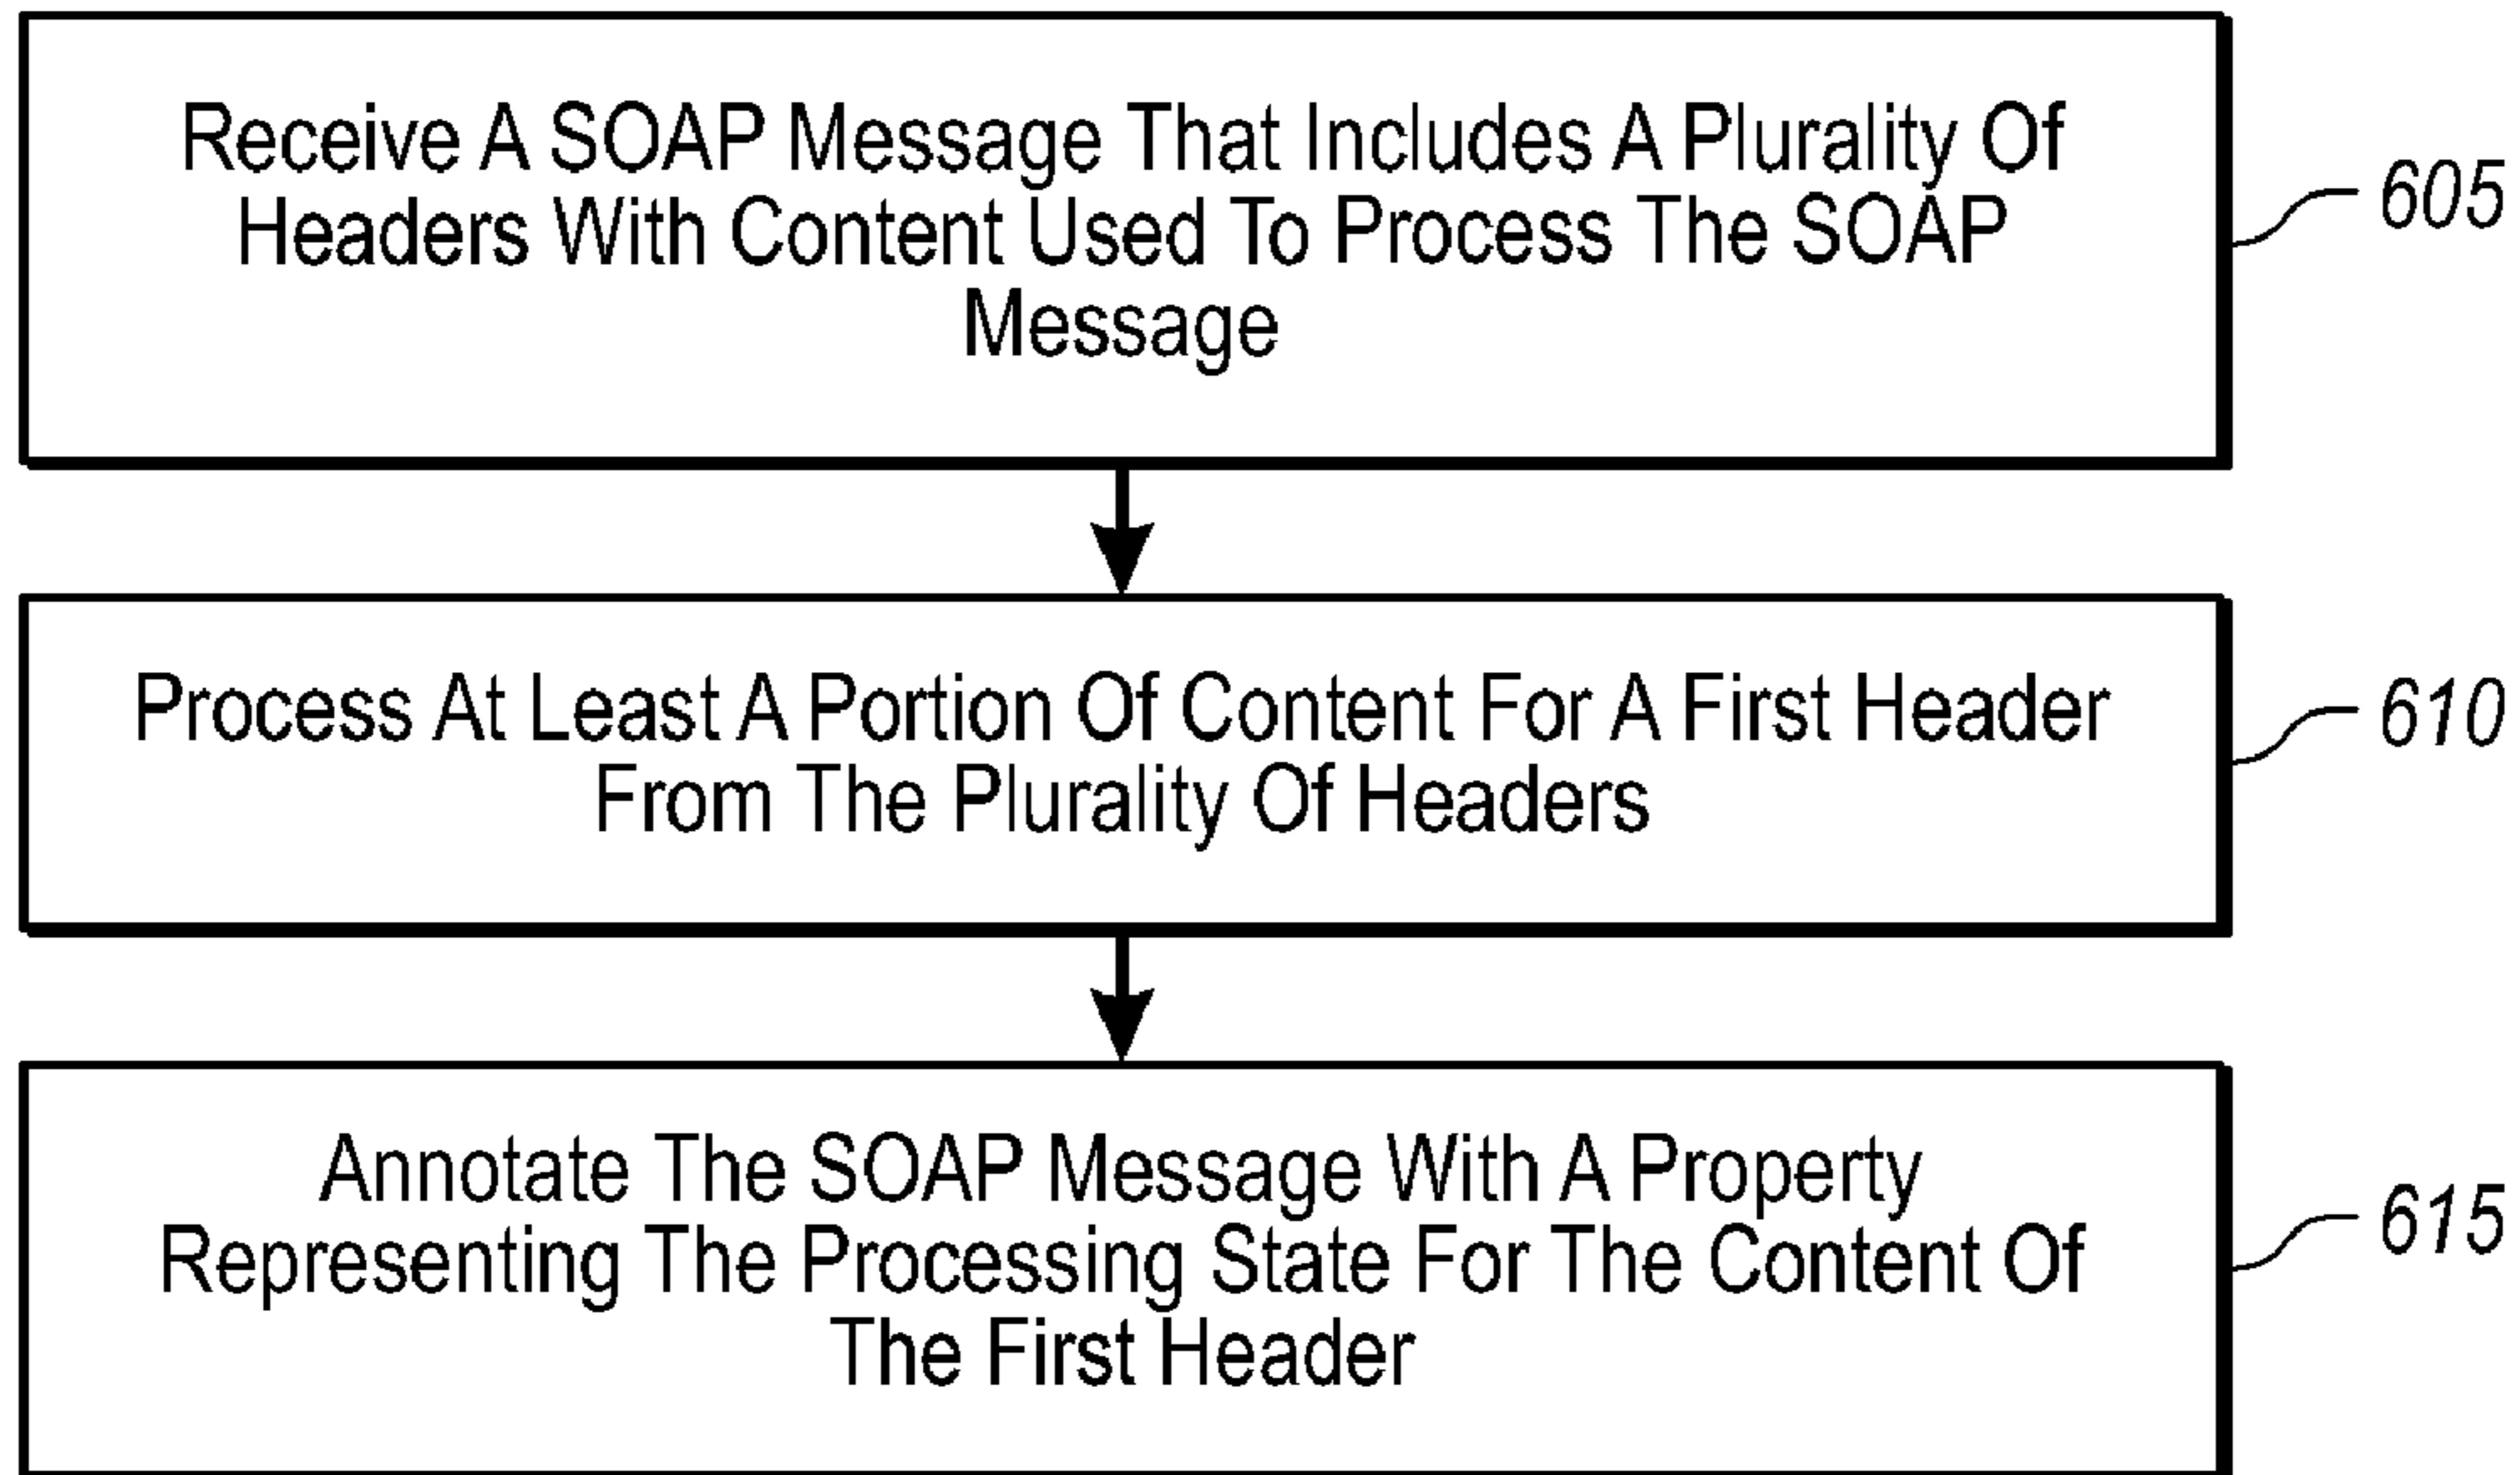 Receive A SOAP Message That Includes A Plurality Of
Headers With Content Used To Process The SOAP
Message
605
Process At Least A Portion Of Content For A First Header
From The Plurality Of Headers
610
Annotate The SOAP Message With A Property
Representing The Processing State For The Content Of
The First Header
615